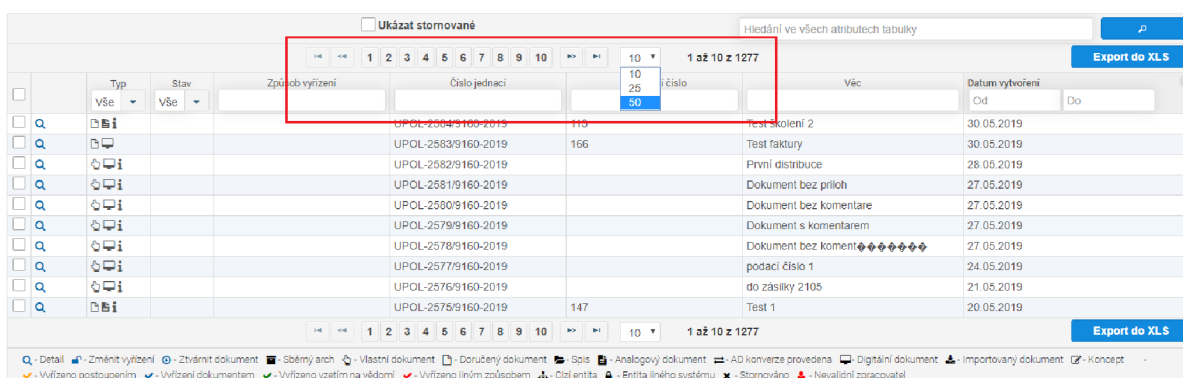 Ukázat stornované
Hledání ve všech atributech tabulky
1 2 3 4 5 6 7 8 9 10 10 1 až 10 z 1277 Export do XLS
10
25
50
Typ Stav Způsob vyřízení Číslo jednací í číslo Věc Datum vytvoření
Vše Vše Od Do
UPOL-2584/9160-2019 113 Test školení 2 30.05.2019
UPOL-2583/9160-2019 166 Test faktury 30.05.2019
UPOL-2582/9160-2019 První distribuce 28.05.2019
UPOL-2581/9160-2019 Dokument bez priloh 27.05.2019
UPOL-2580/9160-2019 Dokument bez komentare 27.05.2019
UPOL-2579/9160-2019 Dokument s komentarem 27.05.2019
UPOL-2578/9160-2019 Dokument bez koment������� 27.05.2019
UPOL-2577/9160-2019 podací číslo 1 24.05.2019
UPOL-2576/9160-2019 do zásilky 2105 21.05.2019
UPOL-2575/9160-2019 147 Test 1 20.05.2019
1 2 3 4 5 6 7 8 9 10 10 1 až 10 z 1277 Export do XLS
- Detail - Změnit vyřízení - Ztvárnit dokument - Sběrný arch - Vlastní dokument - Doručený dokument - Spis - Analogový dokument - AD konverze provedena - Digitální dokument - Importovaný dokument - Koncept -
- Vyřízeno postoupením - Vyřízení dokumentem - Vyřízeno vzetím na vědomí - Vyřízeno jiným způsobem - Cizí entita - Entita jiného systému - Stornováno - Nevalidní zpracovatel